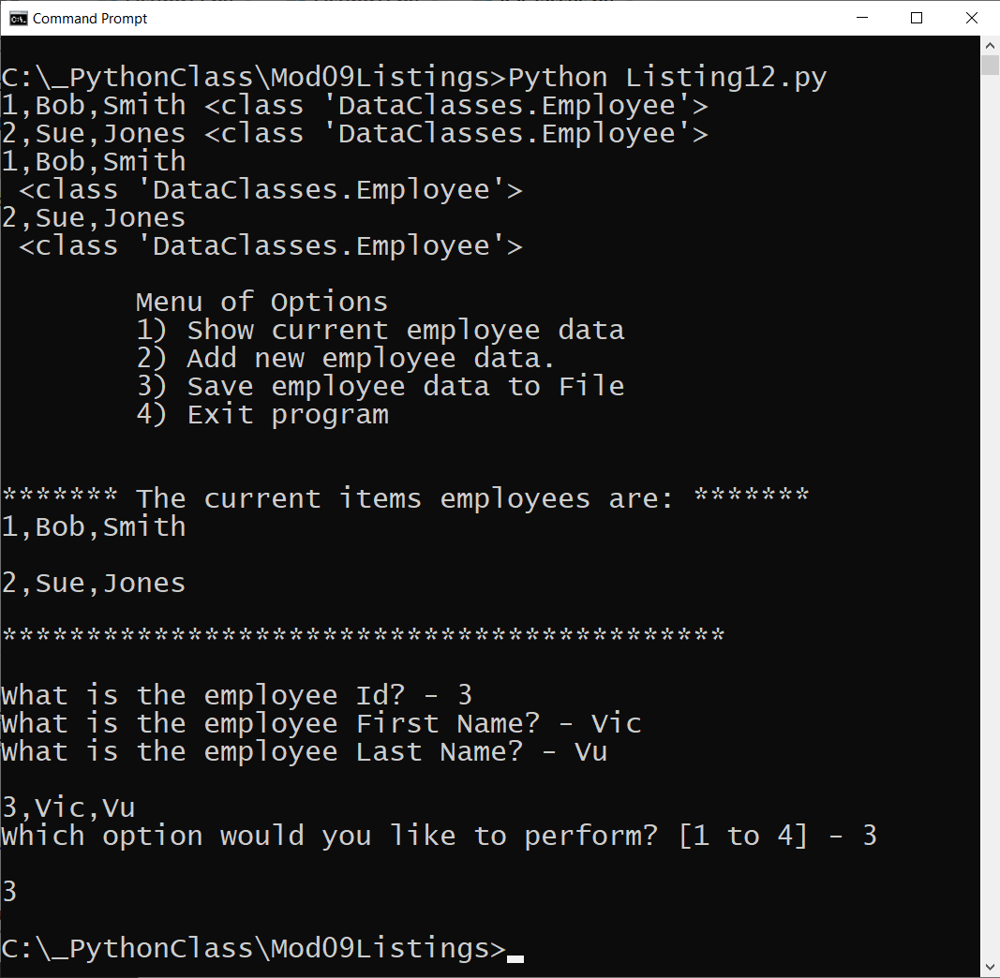 Command Prompt
C:\_PythonClass\Mod09Listings>Python Listing12.py
1,Bob,Smith <class 'DataClasses.Employee'>
2,Sue,Jones <class 'DataClasses.Employee'>
1,Bob,Smith
<class 'DataClasses.Employee'>
2,Sue,Jones
<class 'DataClasses.Employee'>
Menu of Options
1) Show current employee data
2) Add new employee data.
3) Save employee data to File
4) Exit program
******* The current items employees are: *******
1,Bob,Smith
2,Sue,Jones
*******************************************
What is the employee Id? - 3
What is the employee First Name? - Vic
What is the employee Last Name? - Vu
3,Vic,Vu
Which option would you like to perform? [1 to 4] - 3
3
C:\_PythonClass\Mod09Listings>